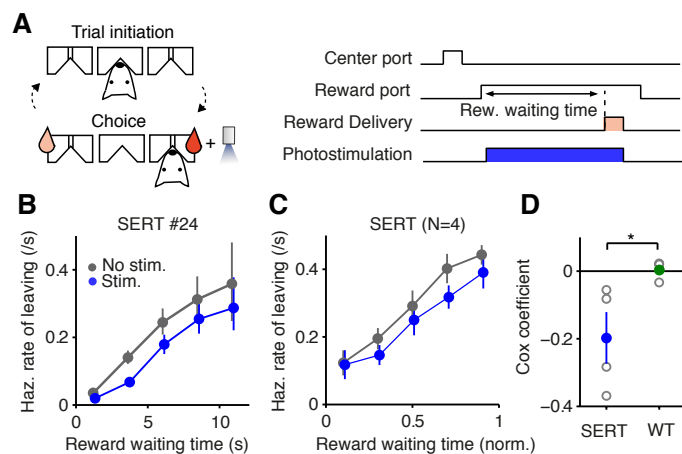 A
Trial initiation
Choice
+
Center port
Reward port
Rew. waiting time
Reward Delivery
Photostimulation
B
SERT #24
No stim.
Stim.
Haz. rate of leaving (/s)
0.4
0.2
0
0
5
10
Reward waiting time (s)
C
SERT (N=4)
Haz. rate of leaving (/s)
0.4
0.2
0
0
0.5
1
Reward waiting time (norm.)
D
*
Cox coefficient
0
−0.2
−0.4
SERT
WT